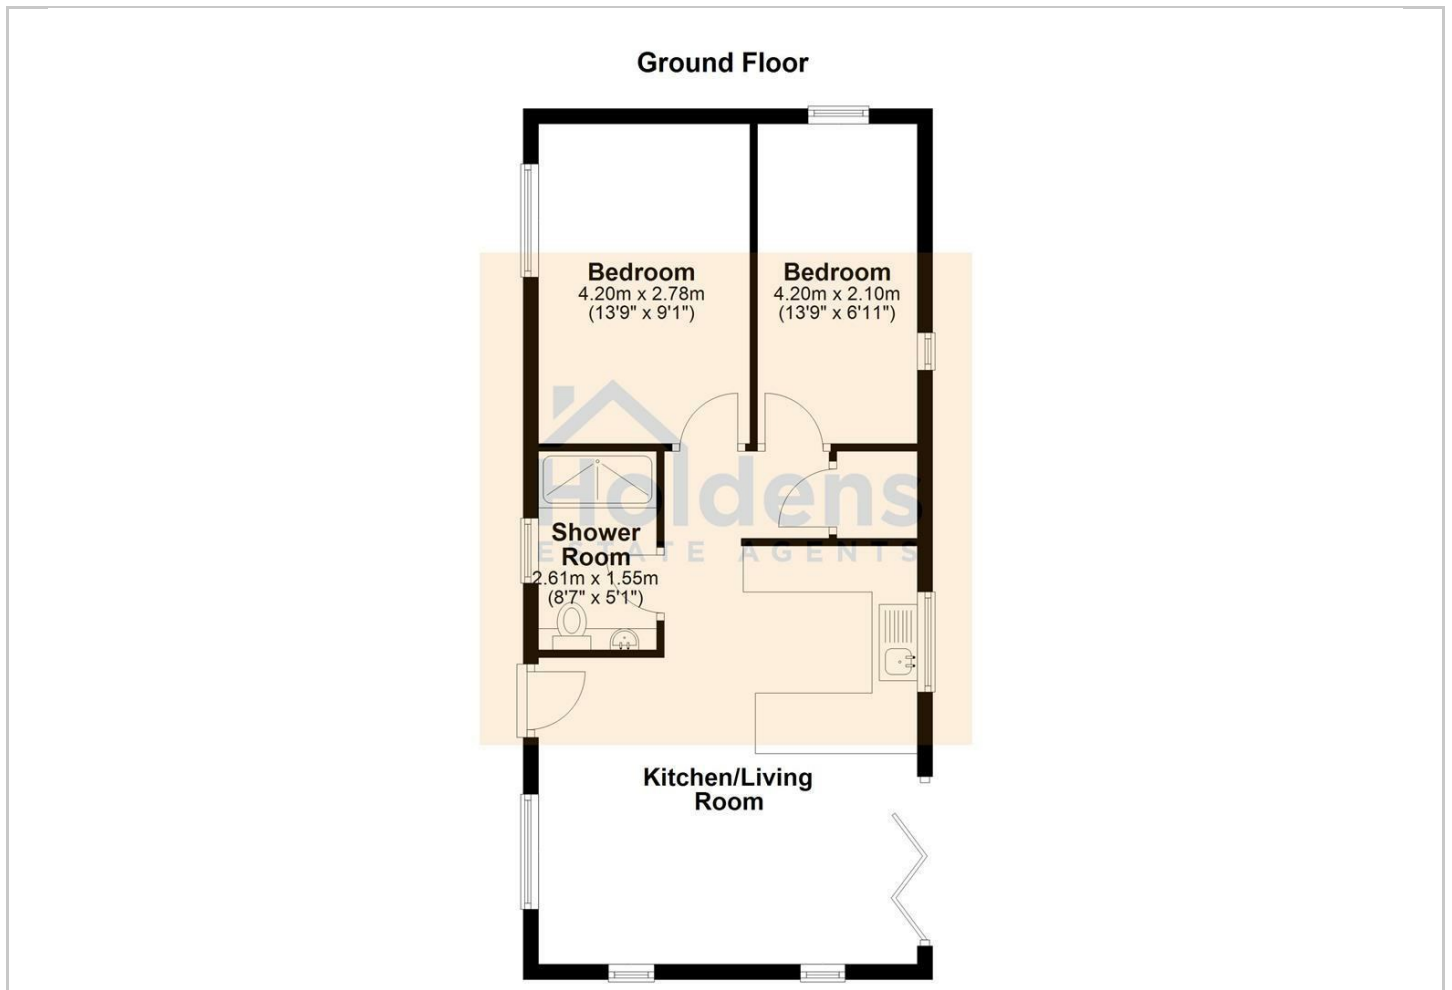 Ground Floor
Bedroom
4.20m x 2.78m
(13'9" x 9'1")
Bedroom
4.20m x 2.10m
(13'9" x 6'11")
Holdens
ESTATE AGENTS
Shower
Room
2.61m x 1.55m
(8'7" x 5'1")
Kitchen/Living
Room